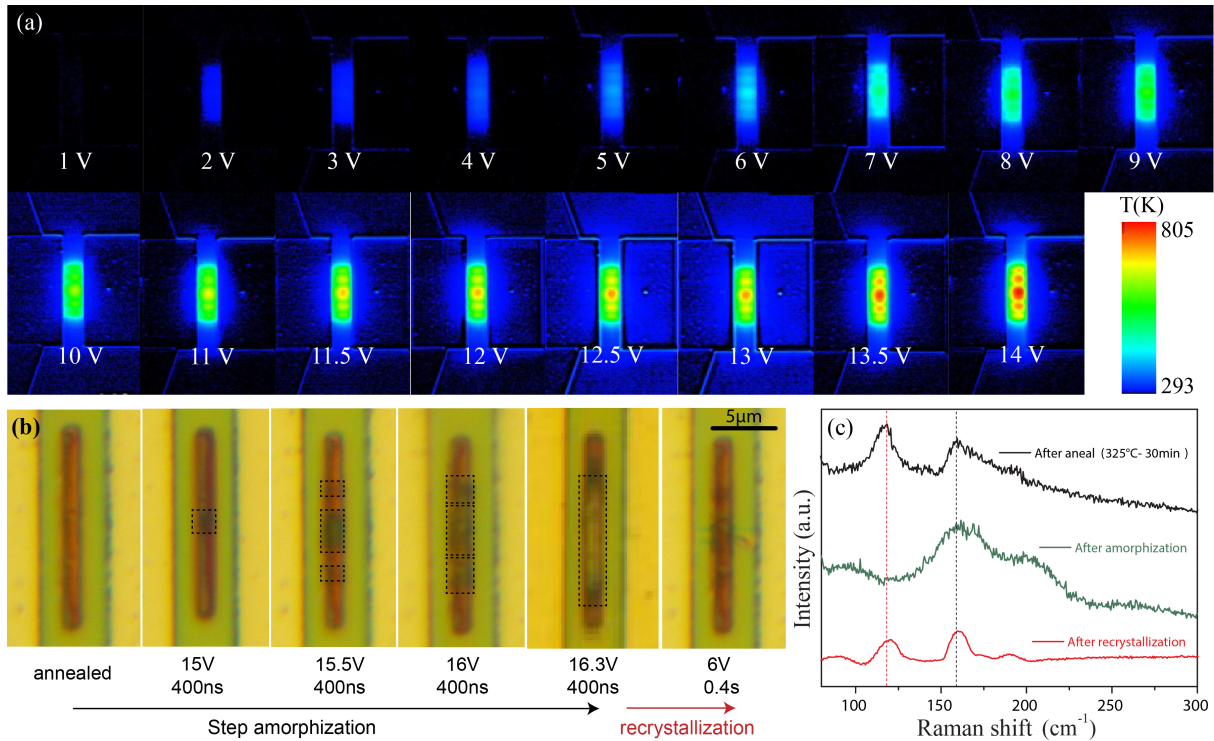 (a)
1 V
2 V
3 V
4 V
5 V
6 V
7 V
8 V
9 V
10 V
11 V
11.5 V
12 V
12.5 V
13 V
13.5 V
14 V
T(K)
805
293
(b)
5μm
annealed
15V
400ns
15.5V
400ns
16V
400ns
16.3V
400ns
6V
0.4s
Step amorphization
recrystallization
(c)
After aneal (325°C- 30min )
After amorphization
After recrystallization
Intensity (a.u.)
100
150
200
250
300
Raman shift (cm⁻¹)